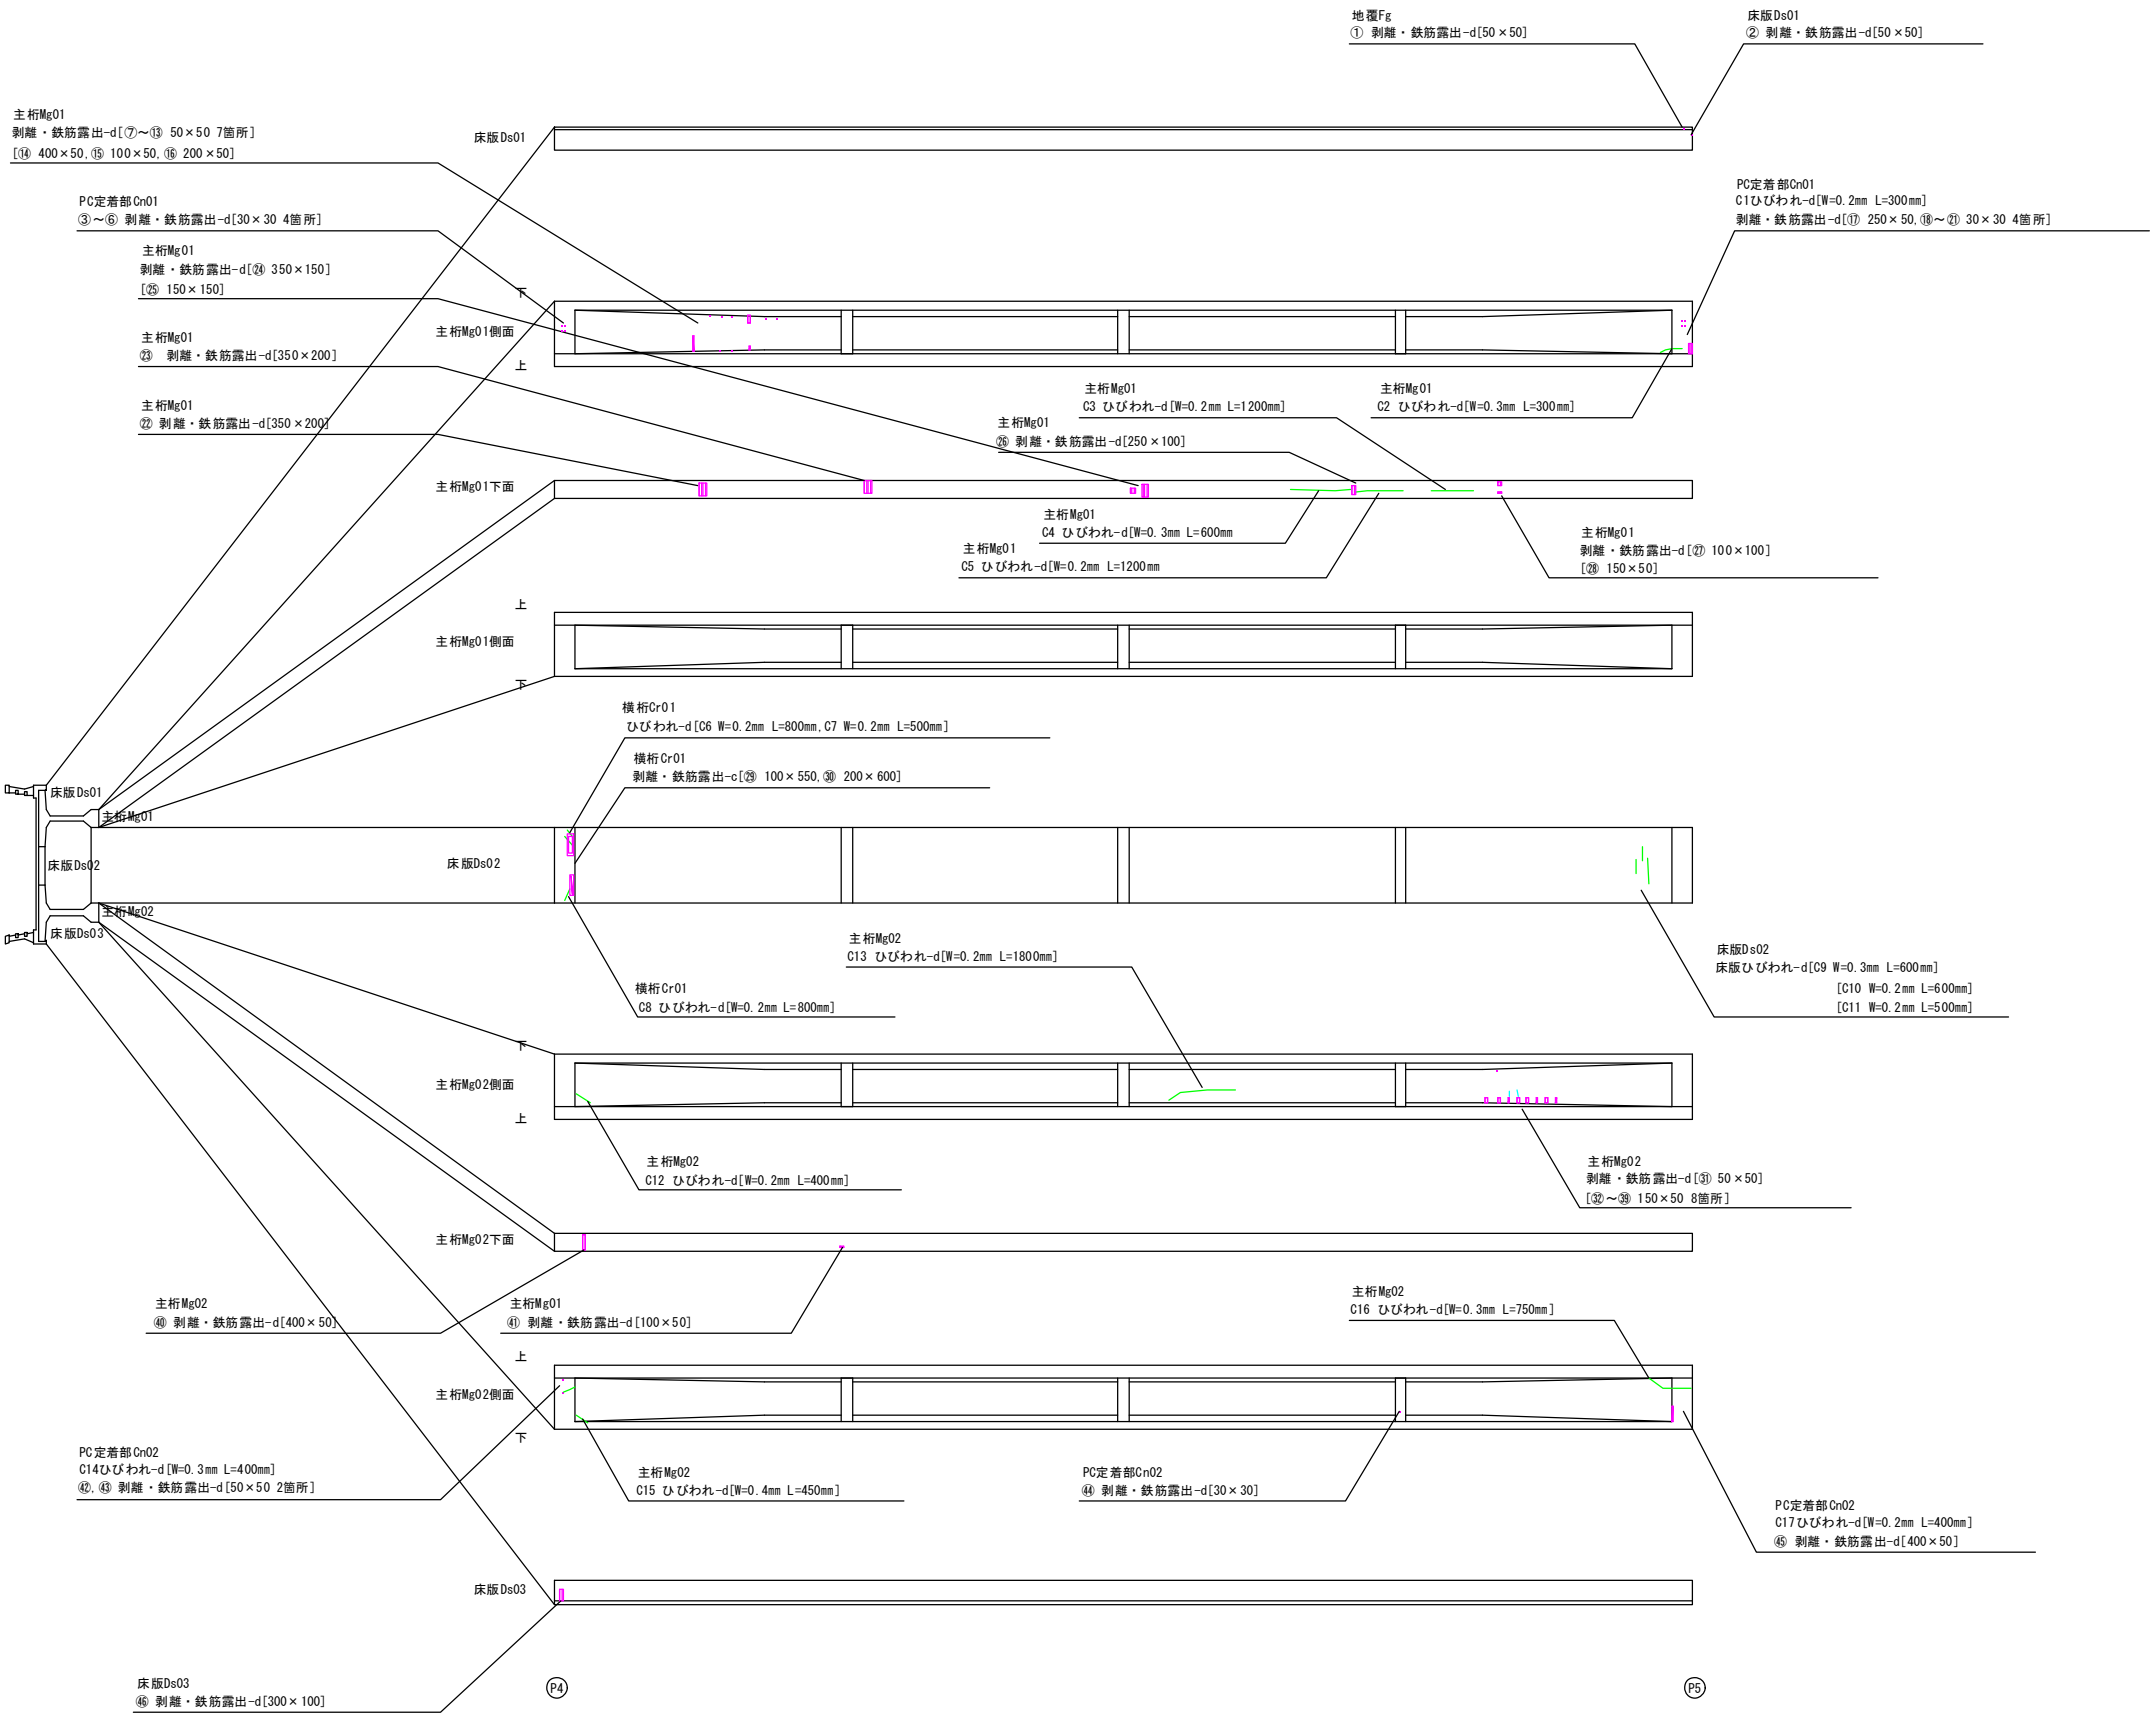 地覆Fg
① 剥離・鉄筋露出-d[50×50]
床版Ds01
② 剥離・鉄筋露出-d[50×50]
主桁Mg01
剥離・鉄筋露出-d[⑦～⑬ 50×50 7箇所]
[⑭ 400×50,⑮ 100×50,⑯ 200×50]
床版Ds01
PC定着部Cn01
③～⑥ 剥離・鉄筋露出-d[30×30 4箇所]
PC定着部Cn01
C1ひびわれ-d[W=0.2mm L=300mm]
剥離・鉄筋露出-d[⑰ 250×50,⑱～㉑ 30×30 4箇所]
主桁Mg01
剥離・鉄筋露出-d[㉔ 350×150]
[㉕ 150×150]
下
主桁Mg01側面
上
主桁Mg01
㉓ 剥離・鉄筋露出-d[350×200]
主桁Mg01
C3 ひびわれ-d[W=0.2mm L=1200mm]
主桁Mg01
C2 ひびわれ-d[W=0.3mm L=300mm]
主桁Mg01
㉒ 剥離・鉄筋露出-d[350×200]
主桁Mg01
㉖ 剥離・鉄筋露出-d[250×100]
主桁Mg01下面
主桁Mg01
C4 ひびわれ-d[W=0.3mm L=600mm
主桁Mg01
C5 ひびわれ-d[W=0.2mm L=1200mm
主桁Mg01
剥離・鉄筋露出-d[㉗ 100×100]
[㉘ 150×50]
上
主桁Mg01側面
下
横桁Cr01
ひびわれ-d[C6 W=0.2mm L=800mm,C7 W=0.2mm L=500mm]
横桁Cr01
剥離・鉄筋露出-c[㉙ 100×550,㉚ 200×600]
床版Ds01
主桁Mg01
床版Ds02
主桁Mg02
床版Ds03
床版Ds02
主桁Mg02
C13 ひびわれ-d[W=0.2mm L=1800mm]
床版Ds02
床版ひびわれ-d[C9 W=0.3mm L=600mm]
[C10 W=0.2mm L=600mm]
[C11 W=0.2mm L=500mm]
横桁Cr01
C8 ひびわれ-d[W=0.2mm L=800mm]
下
主桁Mg02側面
上
主桁Mg02
C12 ひびわれ-d[W=0.2mm L=400mm]
主桁Mg02
剥離・鉄筋露出-d[㉛ 50×50]
[㉜～㊴ 150×50 8箇所]
主桁Mg02下面
主桁Mg02
㊵ 剥離・鉄筋露出-d[400×50]
主桁Mg01
㊶ 剥離・鉄筋露出-d[100×50]
主桁Mg02
C16 ひびわれ-d[W=0.3mm L=750mm]
上
主桁Mg02側面
下
PC定着部Cn02
C14ひびわれ-d[W=0.3mm L=400mm]
㊷,㊸ 剥離・鉄筋露出-d[50×50 2箇所]
主桁Mg02
C15 ひびわれ-d[W=0.4mm L=450mm]
PC定着部Cn02
㊹ 剥離・鉄筋露出-d[30×30]
PC定着部Cn02
C17ひびわれ-d[W=0.2mm L=400mm]
㊺ 剥離・鉄筋露出-d[400×50]
床版Ds03
床版Ds03
㊻ 剥離・鉄筋露出-d[300×100]
P4
P5